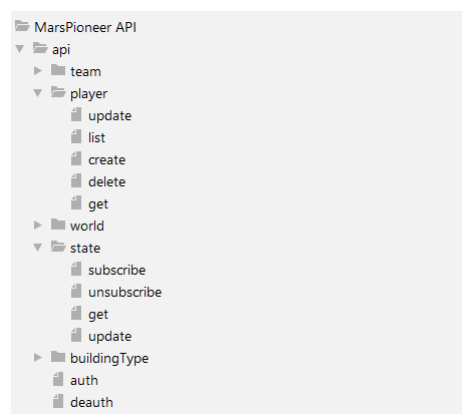 MarsPioneer API
api
team
player
update
list
create
delete
get
world
state
subscribe
unsubscribe
get
update
buildingType
auth
deauth